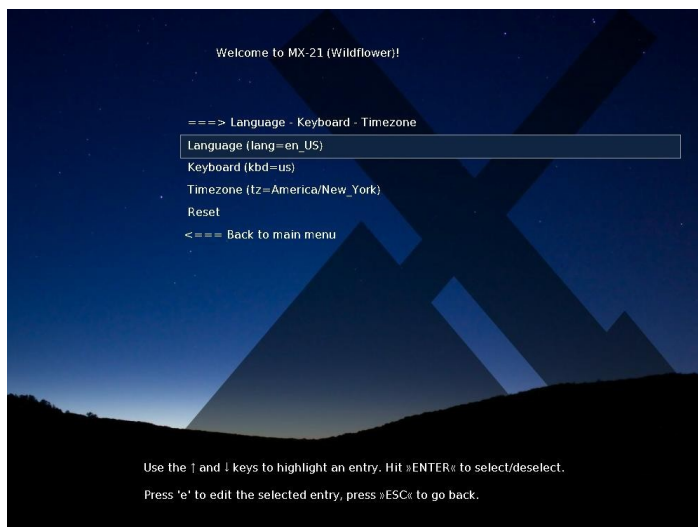 Welcome to MX-21 (Wildflower)!
===> Language - Keyboard - Timezone
Language (lang=en_US)
Keyboard (kbd=us)
Timezone (tz=America/New_York)
Reset
<=== Back to main menu
Use the ↑ and ↓ keys to highlight an entry. Hit »ENTER« to select/deselect.
Press 'e' to edit the selected entry, press »ESC« to go back.